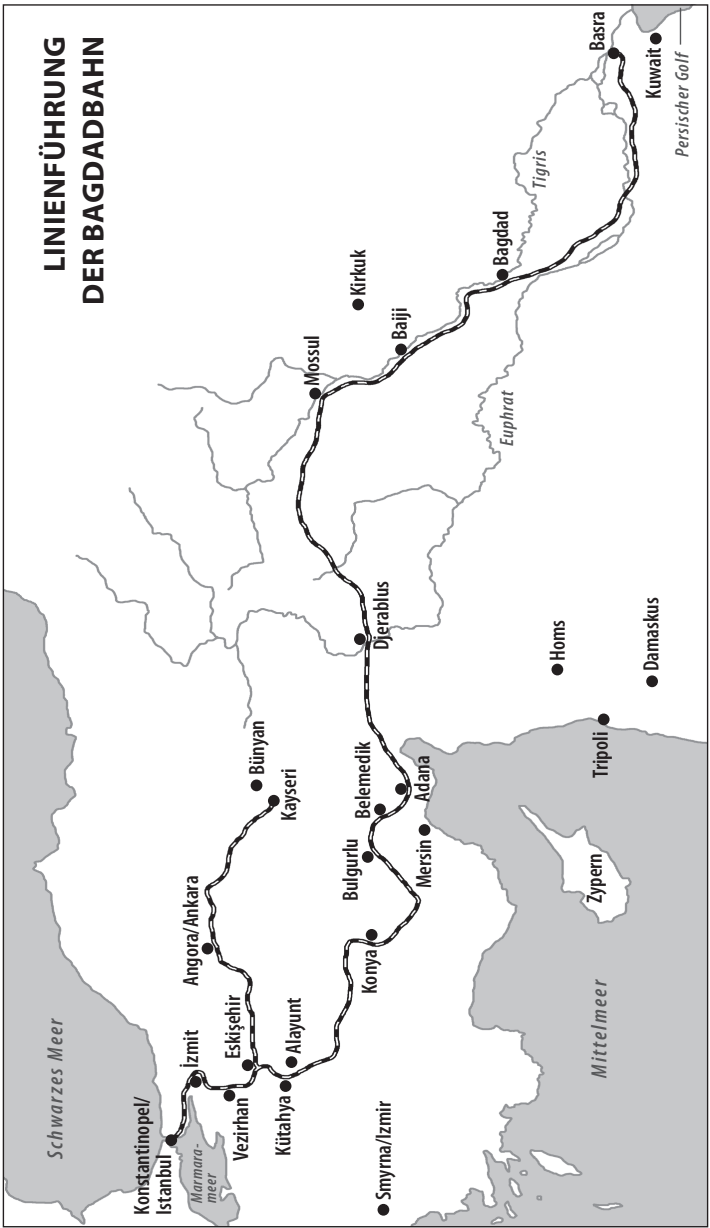 LINIENFÜHRUNG
DER BAGDADBAHN
Schwarzes Meer
Konstantinopel/
Istanbul
Marmara-
meer
İzmit
Vezirhan
Eskişehir
Kütahya
Alayunt
Angora/Ankara
Bünyan
Kayseri
Smyrna/Izmir
Konya
Bulgurlu
Belemedik
Mersin
Adana
Djerablus
Mossul
Kirkuk
Baiji
Bagdad
Tigris
Euphrat
Basra
Kuwait
Persischer Golf
Mittelmeer
Zypern
Tripoli
Homs
Damaskus